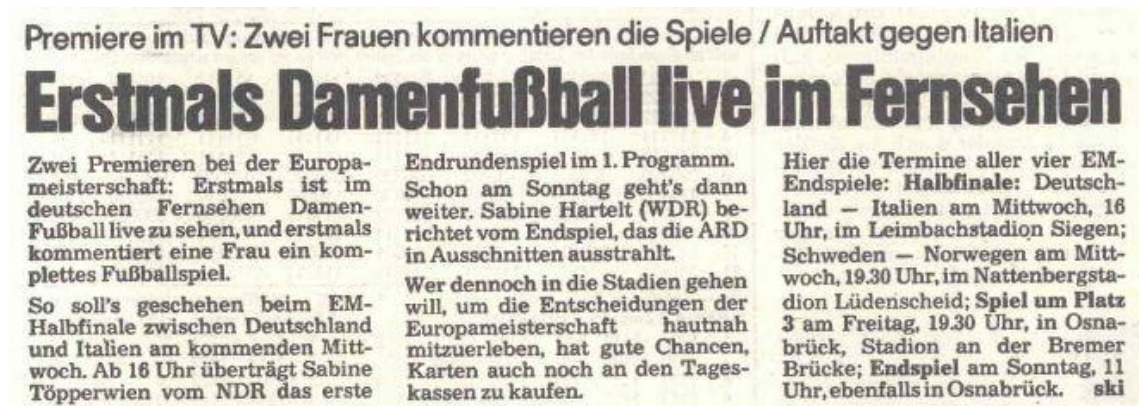 Premiere im TV: Zwei Frauen kommentieren die Spiele / Auftakt gegen Italien
Erstmals Damenfußball live im Fernsehen
Zwei Premieren bei der Europa-
meisterschaft: Erstmals ist im
deutschen Fernsehen Damen-
Fußball live zu sehen, und erstmals
kommentiert eine Frau ein kom-
plettes Fußballspiel.
So soll's geschehen beim EM-
Halbfinale zwischen Deutschland
und Italien am kommenden Mitt-
woch. Ab 16 Uhr überträgt Sabine
Töpperwien vom NDR das erste
Endrundenspiel im 1. Programm.
Schon am Sonntag geht's dann
weiter. Sabine Hartelt (WDR) be-
richtet vom Endspiel, das die ARD
in Ausschnitten ausstrahlt.
Wer dennoch in die Stadien gehen
will, um die Entscheidungen der
Europameisterschaft hautnah
mitzuerleben, hat gute Chancen,
Karten auch noch an den Tages-
kassen zu kaufen.
Hier die Termine aller vier EM-
Endspiele: Halbfinale: Deutsch-
land — Italien am Mittwoch, 16
Uhr, im Leimbachstadion Siegen;
Schweden — Norwegen am Mitt-
woch, 19.30 Uhr, im Nattenbergsta-
dion Lüdenscheid; Spiel um Platz
3 am Freitag, 19.30 Uhr, in Osna-
brück, Stadion an der Bremer
Brücke; Endspiel am Sonntag, 11
Uhr, ebenfalls in Osnabrück. ski